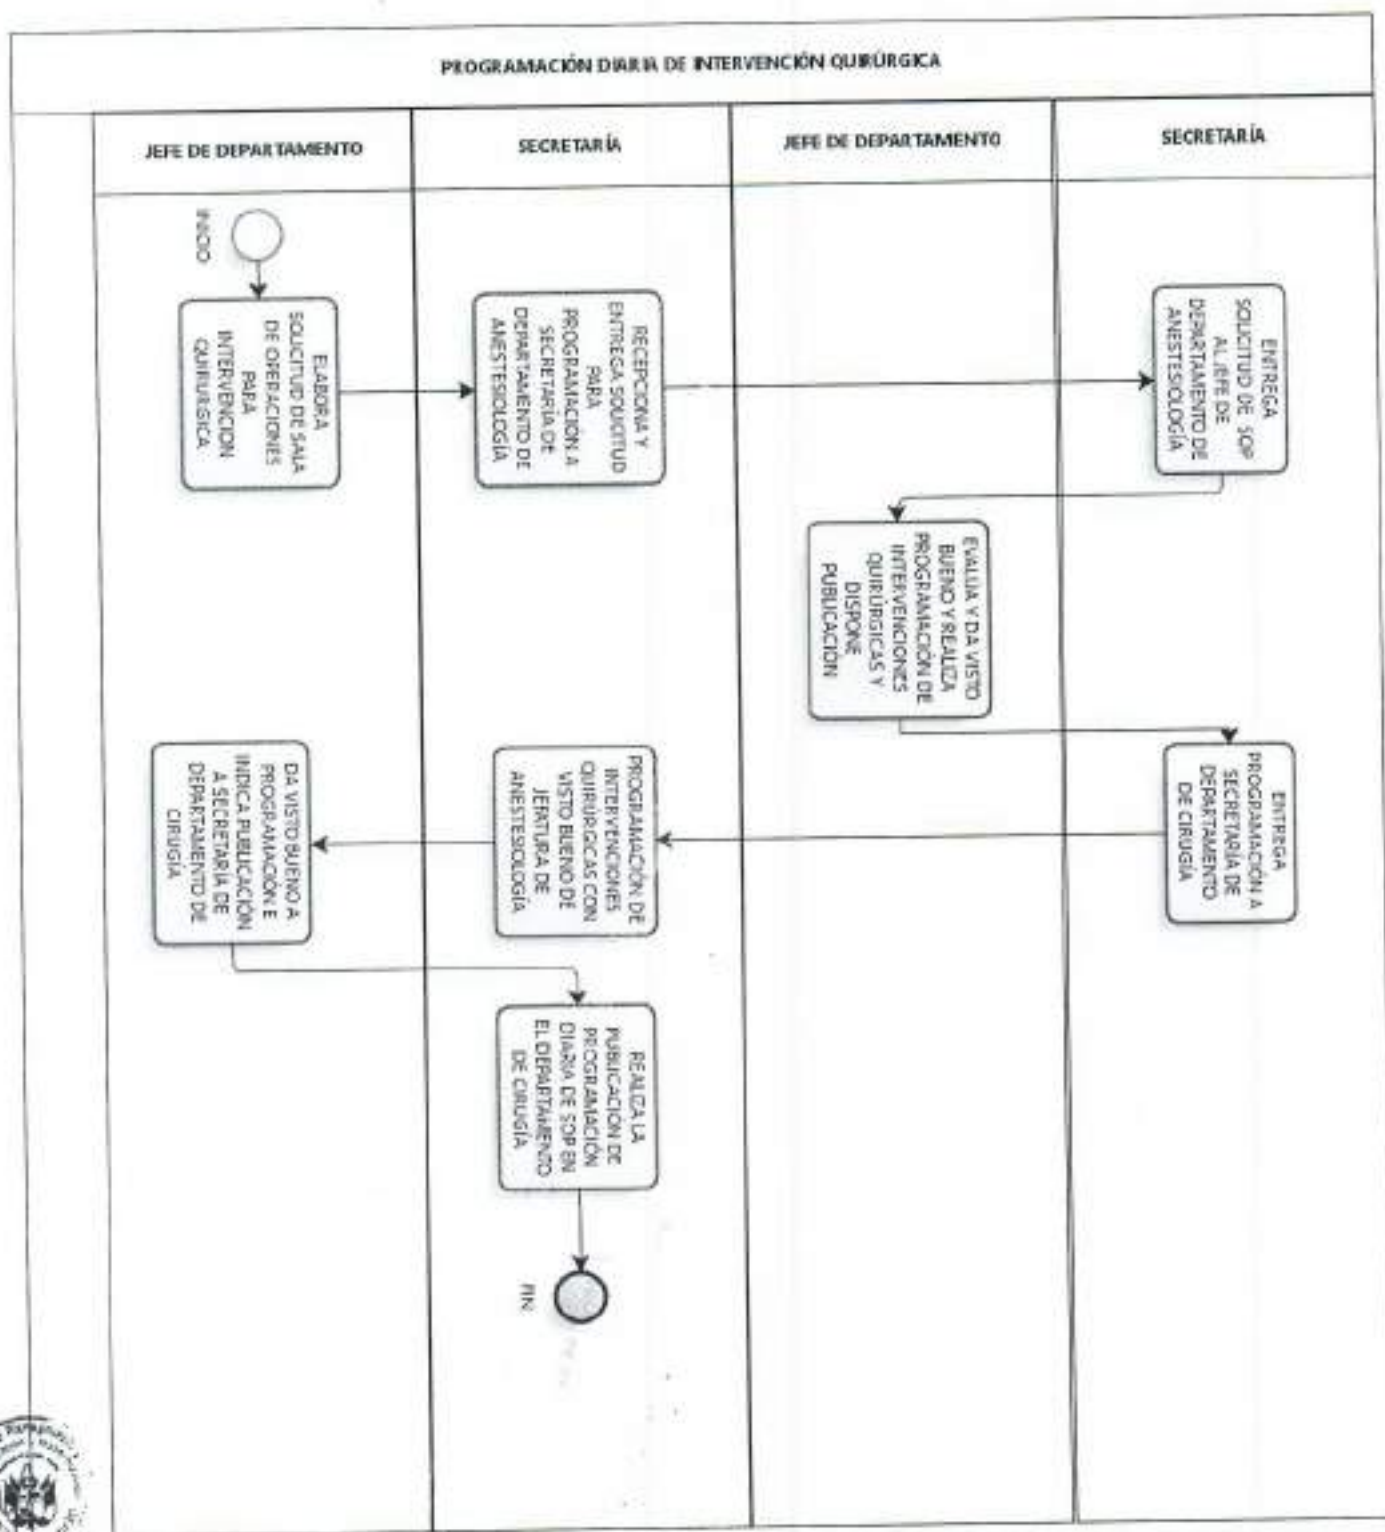 PROGRAMACIÓN DIARIA DE INTERVENCIÓN QUIRÚRGICA
JEFE DE DEPARTAMENTO
SECRETARÍA
JEFE DE DEPARTAMENTO
SECRETARÍA
INICIO
ELABORA
SOLICITUD DE SALA
DE OPERACIONES
PARA
INTERVENCION
QUIRURGICA
RECEPCIONA Y
ENTREGA SOLICITUD
PARA
PROGRAMACIÓN A
SECRETARÍA DE
DEPARTAMENTO DE
ANESTESIOLOGÍA
ENTREGA
SOLICITUD DE SOP
AL JEFE DE
DEPARTAMENTO DE
ANESTESIOLOGÍA
EVALÚA Y DA VISTO
BUENO Y REALIZA
PROGRAMACIÓN DE
INTERVENCIONES
QUIRÚRGICAS Y
DISPONE
PUBLICACIÓN
ENTREGA
PROGRAMACIÓN A
SECRETARÍA DE
DEPARTAMENTO
DE CIRUGÍA
PROGRAMACIÓN DE
INTERVENCIONES
QUIRÚRGICAS CON
VISTO BUENO DE
JEFATURA DE
ANESTESIOLOGÍA
DA VISTO BUENO A
PROGRAMACIÓN E
INDICA PUBLICACIÓN
A SECRETARÍA DE
DEPARTAMENTO DE
CIRUGÍA
REALIZA LA
PUBLICACIÓN DE
PROGRAMACIÓN
DIARIA DE SOP EN
EL DEPARTAMENTO
DE CIRUGÍA
FIN